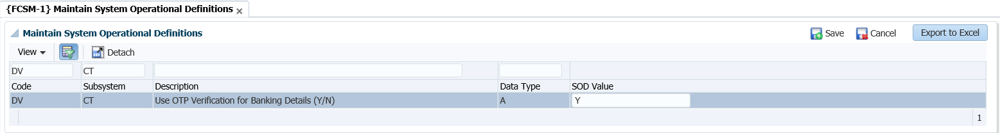 {FCSM-1} Maintain System Operational Definitions
Maintain System Operational Definitions Save Cancel Export to Excel
View Detach
DV CT
Code Subsystem Description Data Type SOD Value
DV CT Use OTP Verification for Banking Details (Y/N) A Y
1